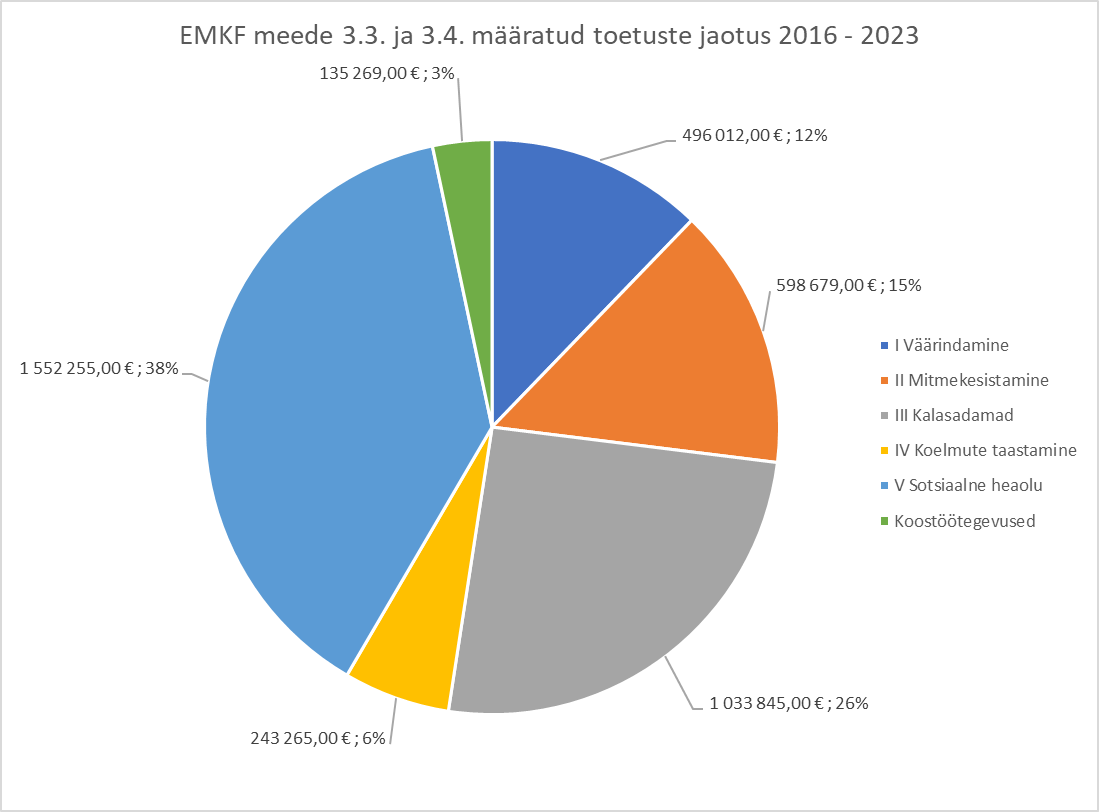 EMKF meede 3.3. ja 3.4. määratud toetuste jaotus 2016 - 2023
135 269,00 € ; 3%
496 012,00 € ; 12%
598 679,00 € ; 15%
1 552 255,00 € ; 38%
1 033 845,00 € ; 26%
243 265,00 € ; 6%
I Väärindamine
II Mitmekesistamine
III Kalasadamad
IV Koelmute taastamine
V Sotsiaalne heaolu
Koostöötegevused